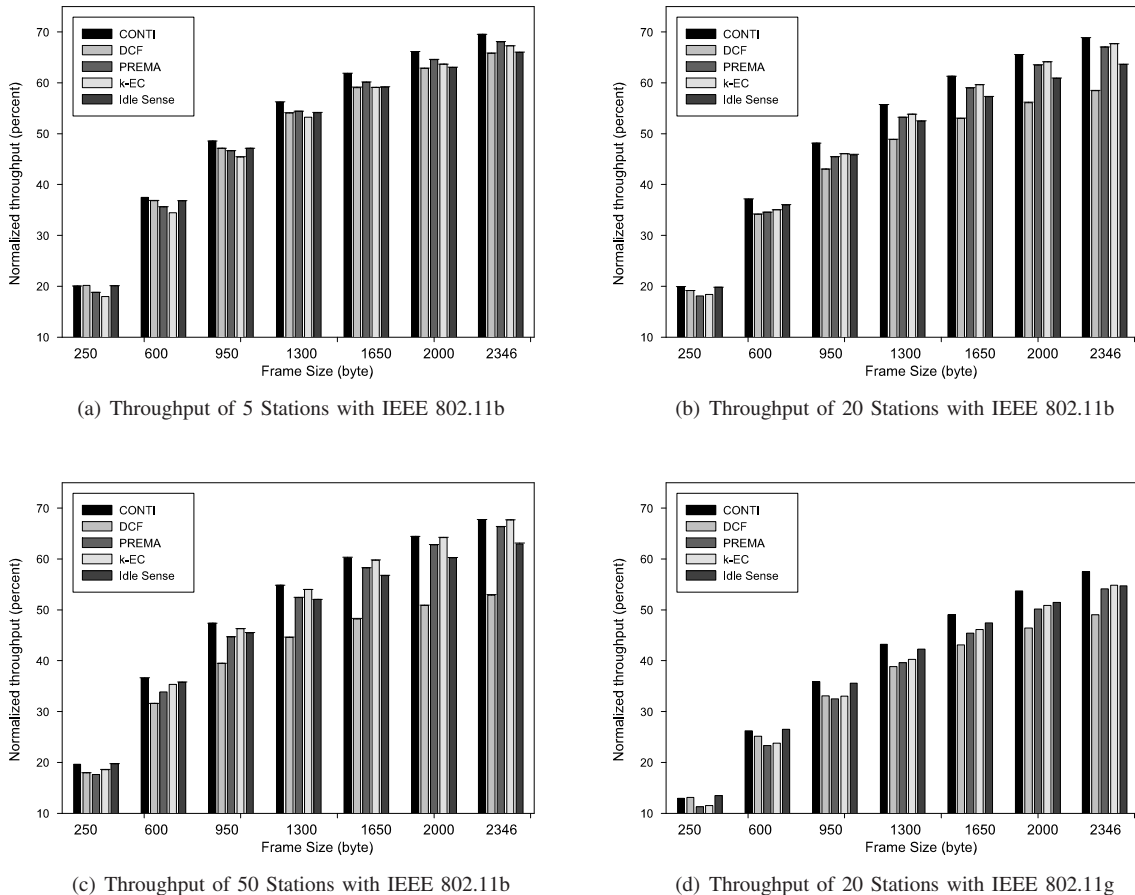 70
60
50
40
30
20
10
Normalized throughput (percent)
CONTI
DCF
PREMA
k-EC
Idle Sense
250 600 950 1300 1650 2000 2346
Frame Size (byte)
(a) Throughput of 5 Stations with IEEE 802.11b
70
60
50
40
30
20
10
Normalized throughput (percent)
CONTI
DCF
PREMA
k-EC
Idle Sense
250 600 950 1300 1650 2000 2346
Frame Size (byte)
(b) Throughput of 20 Stations with IEEE 802.11b
70
60
50
40
30
20
10
Normalized throughput (percent)
CONTI
DCF
PREMA
k-EC
Idle Sense
250 600 950 1300 1650 2000 2346
Frame Size (byte)
(c) Throughput of 50 Stations with IEEE 802.11b
70
60
50
40
30
20
10
Normalized throughput (percent)
CONTI
DCF
PREMA
k-EC
Idle Sense
250 600 950 1300 1650 2000 2346
Frame Size (byte)
(d) Throughput of 20 Stations with IEEE 802.11g